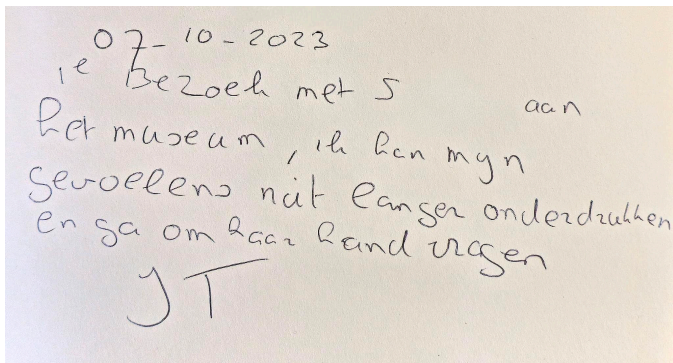 07-10-2023
1e Bezoek met S aan
het museum, ik kan mijn
gevoelens niet langer onderdrukken
en ga om haar hand vragen
JT